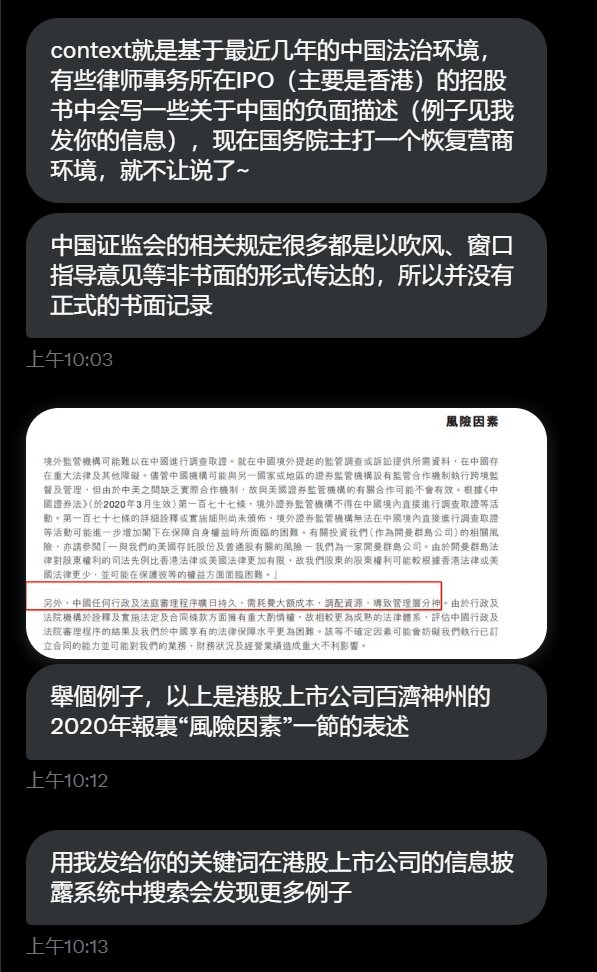 context就是基于最近几年的中国法治环境，
有些律师事务所在IPO（主要是香港）的招股
书中会写一些关于中国的负面描述（例子见我
发你的信息），现在国务院主打一个恢复营商
环境，就不让说了~
中国证监会的相关规定很多都是以吹风、窗口
指导意见等非书面的形式传达的，所以并没有
正式的书面记录
上午10:03
風險因素
境外監管機構可能難以在中國進行調查取證。就在中國境外提起的監管調查或訴訟提供所需資料，在中國存
在重大法律及其他障礙。儘管中國機構可能與另一國家或地區的證券監管機構設有監管合作機制執行跨境監
督及管理，但由於中美之間缺乏實際合作機制，故與美國證券監管機構的有關合作可能不會有效。根據《中
國證券法》（於2020年3月生效）第一百七十七條，境外證券監管機構不得在中國境內直接進行調查取證等活
動。第一百七十七條的詳細詮釋或實施細則尚未頒佈，境外證券監管機構無法在中國境內直接進行調查取證
等活動可能進一步增加閣下在保障自身權益時所面臨的困難。有關投資我們（作為開曼群島公司）的相關風
險，亦請參閱「—與我們的美國存託股份及普通股有關的風險—我們為一家開曼群島公司。由於開曼群島法
律對股東權利的司法先例比香港法律或美國法律更加有限，故我們股東的股東權利可能較根據香港法律或美
國法律更少，並可能在保護彼等的權益方面面臨困難。」
另外，中國任何行政及法庭審理程序曠日持久，需耗費大額成本，調配資源，導致管理層分神。由於行政及
法院機構於詮釋及實施法定及合同條款方面擁有重大酌情權，故相較更為成熟的法律體系，評估中國行政及
法院審理程序的結果及我們於中國享有的法律保障水平更為困難。該等不確定因素可能會妨礙我們執行已訂
立合同的能力並可能對我們的業務、財務狀況及經營業績造成重大不利影響。
舉個例子，以上是港股上市公司百濟神州的
2020年報裏“風險因素”一節的表述
上午10:12
用我发给你的关键词在港股上市公司的信息披
露系统中搜索会发现更多例子
上午10:13